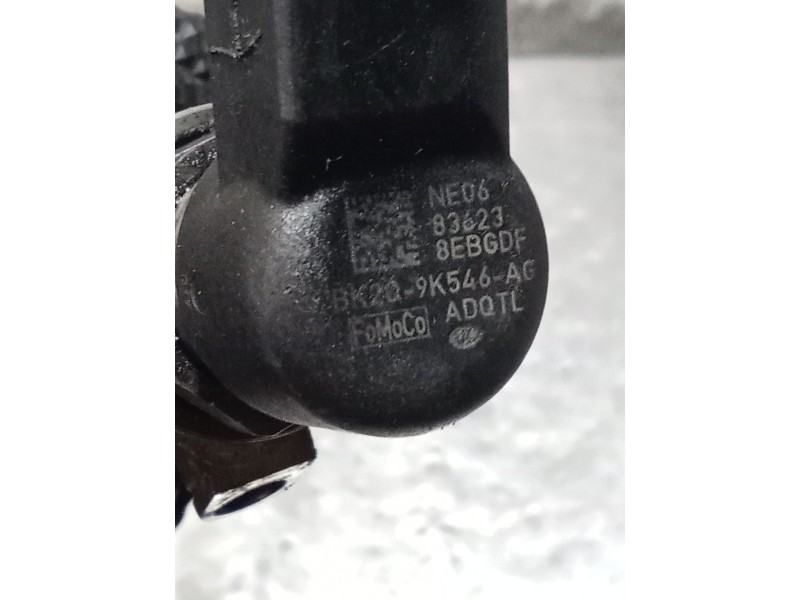 NE06
83623
8EBGDF
BK2Q-9K546-AG
FoMoCo ADQTL